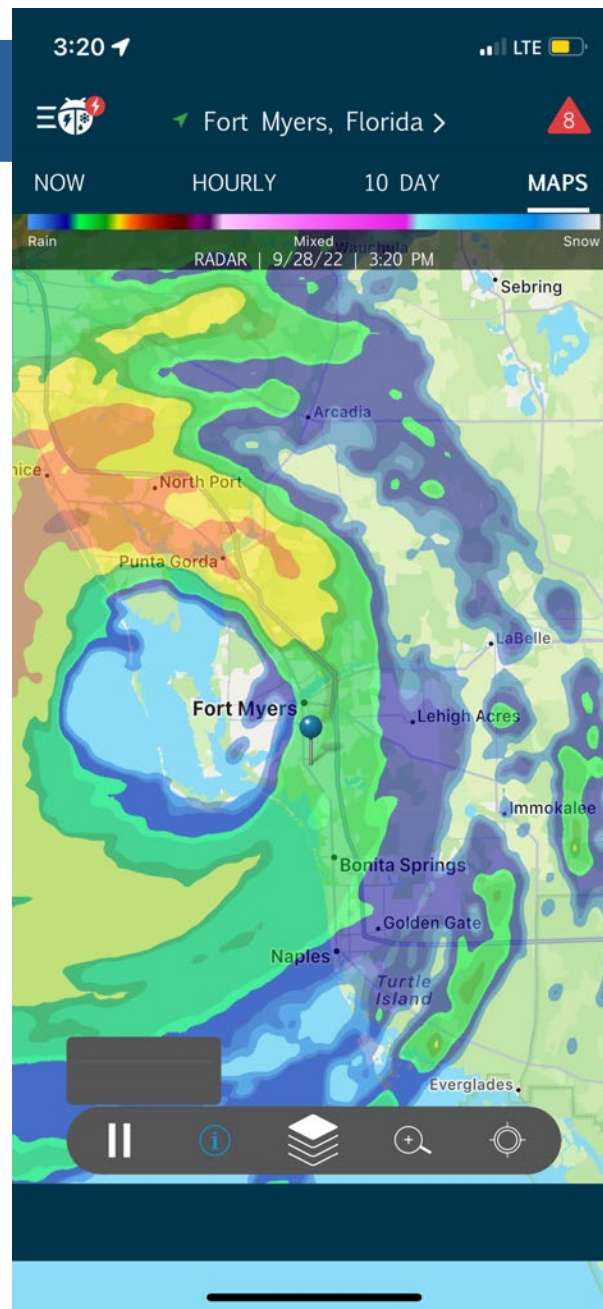 3:20 LTE
Fort Myers, Florida
8
NOW HOURLY 10 DAY MAPS
Rain Mixed Snow
Wauchula
RADAR | 9/28/22 | 3:20 PM
Sebring
Arcadia
nice
North Port
Punta Gorda
LaBelle
Fort Myers
Lehigh Acres
Immokalee
Bonita Springs
Golden Gate
Naples
Turtle
Island
Everglades
i